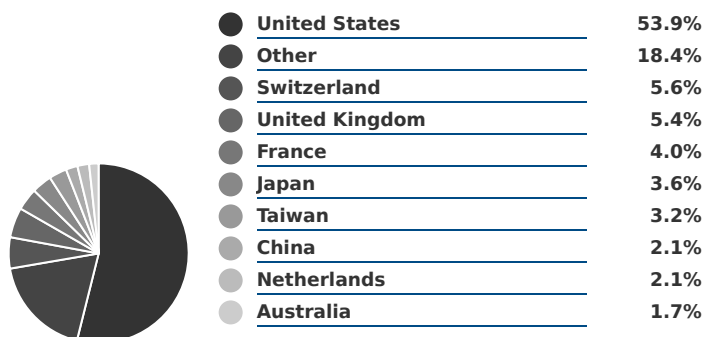 United States 53.9%
Other 18.4%
Switzerland 5.6%
United Kingdom 5.4%
France 4.0%
Japan 3.6%
Taiwan 3.2%
China 2.1%
Netherlands 2.1%
Australia 1.7%